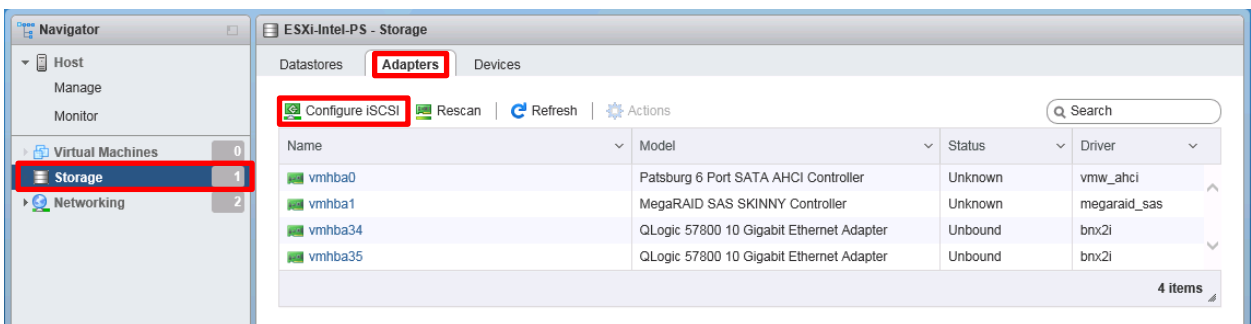 Navigator
Host
Manage
Monitor
Virtual Machines 0
Storage 1
Networking 2
ESXi-Intel-PS - Storage
Datastores Adapters Devices
Configure iSCSI Rescan Refresh Actions Search
Name Model Status Driver
vmhba0 Patsburg 6 Port SATA AHCI Controller Unknown vmw_ahci
vmhba1 MegaRAID SAS SKINNY Controller Unknown megaraid_sas
vmhba34 QLogic 57800 10 Gigabit Ethernet Adapter Unbound bnx2i
vmhba35 QLogic 57800 10 Gigabit Ethernet Adapter Unbound bnx2i
4 items